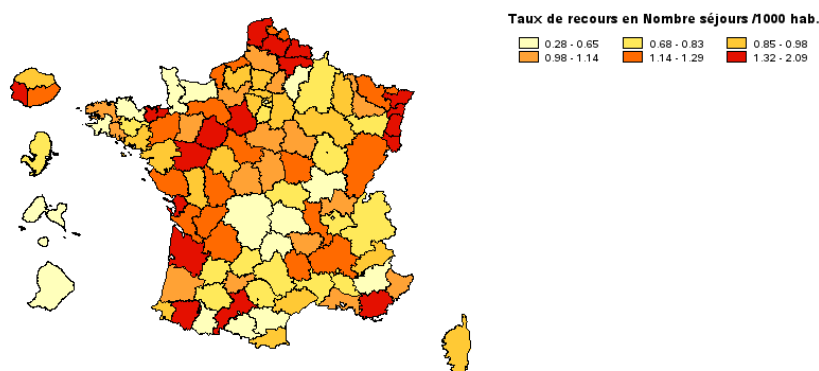 Taux de recours en Nombre séjours /1000 hab.
0.28 - 0.65 0.68 - 0.83 0.85 - 0.98
0.98 - 1.14 1.14 - 1.29 1.32 - 2.09